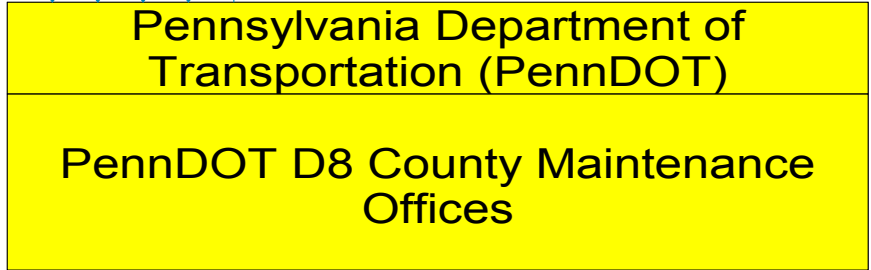 Pennsylvania Department of
Transportation (PennDOT)
PennDOT D8 County Maintenance
Offices